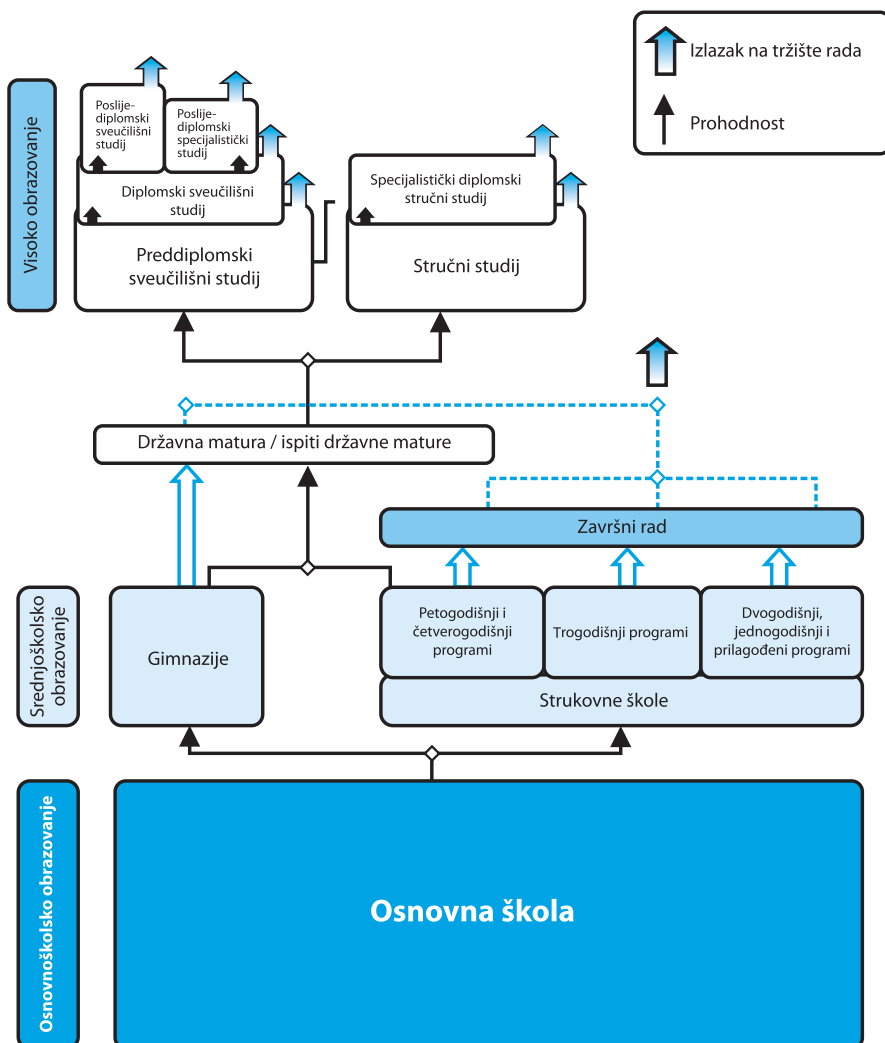 Izlazak na tržište rada
Prohodnost
Visoko obrazovanje
Poslije-
diplomski
sveučilišni
studij
Poslije-
diplomski
specijalistički
studij
Diplomski sveučilišni
studij
Preddiplomski
sveučilišni studij
Specijalistički diplomski
stručni studij
Stručni studij
Državna matura / ispiti državne mature
Završni rad
Srednjoškolsko
obrazovanje
Gimnazije
Petogodišnji i
četverogodišnji
programi
Trogodišnji programi
Dvogodišnji,
jednogodišnji i
prilagođeni programi
Strukovne škole
Osnovnoškolsko obrazovanje
Osnovna škola